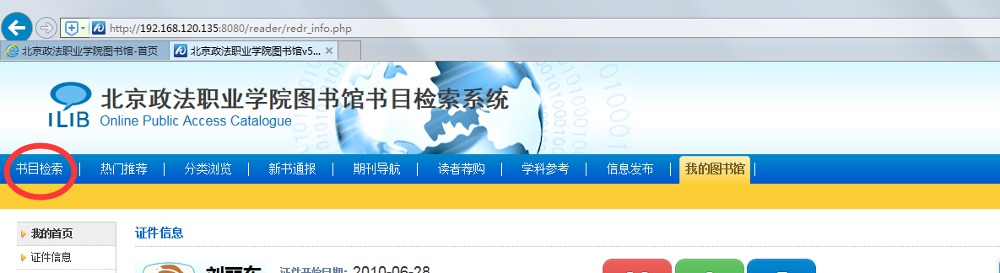 http://192.168.120.135:8080/reader/redr_info.php
北京政法职业学院图书馆-首页
北京政法职业学院图书馆v5...
ILIB
北京政法职业学院图书馆书目检索系统
Online Public Access Catalogue
书目检索 热门推荐 分类浏览 新书通报 期刊导航 读者荐购 学科参考 信息发布 我的图书馆
我的首页
证件信息
证件信息
证件开始日期: 2010-06-28